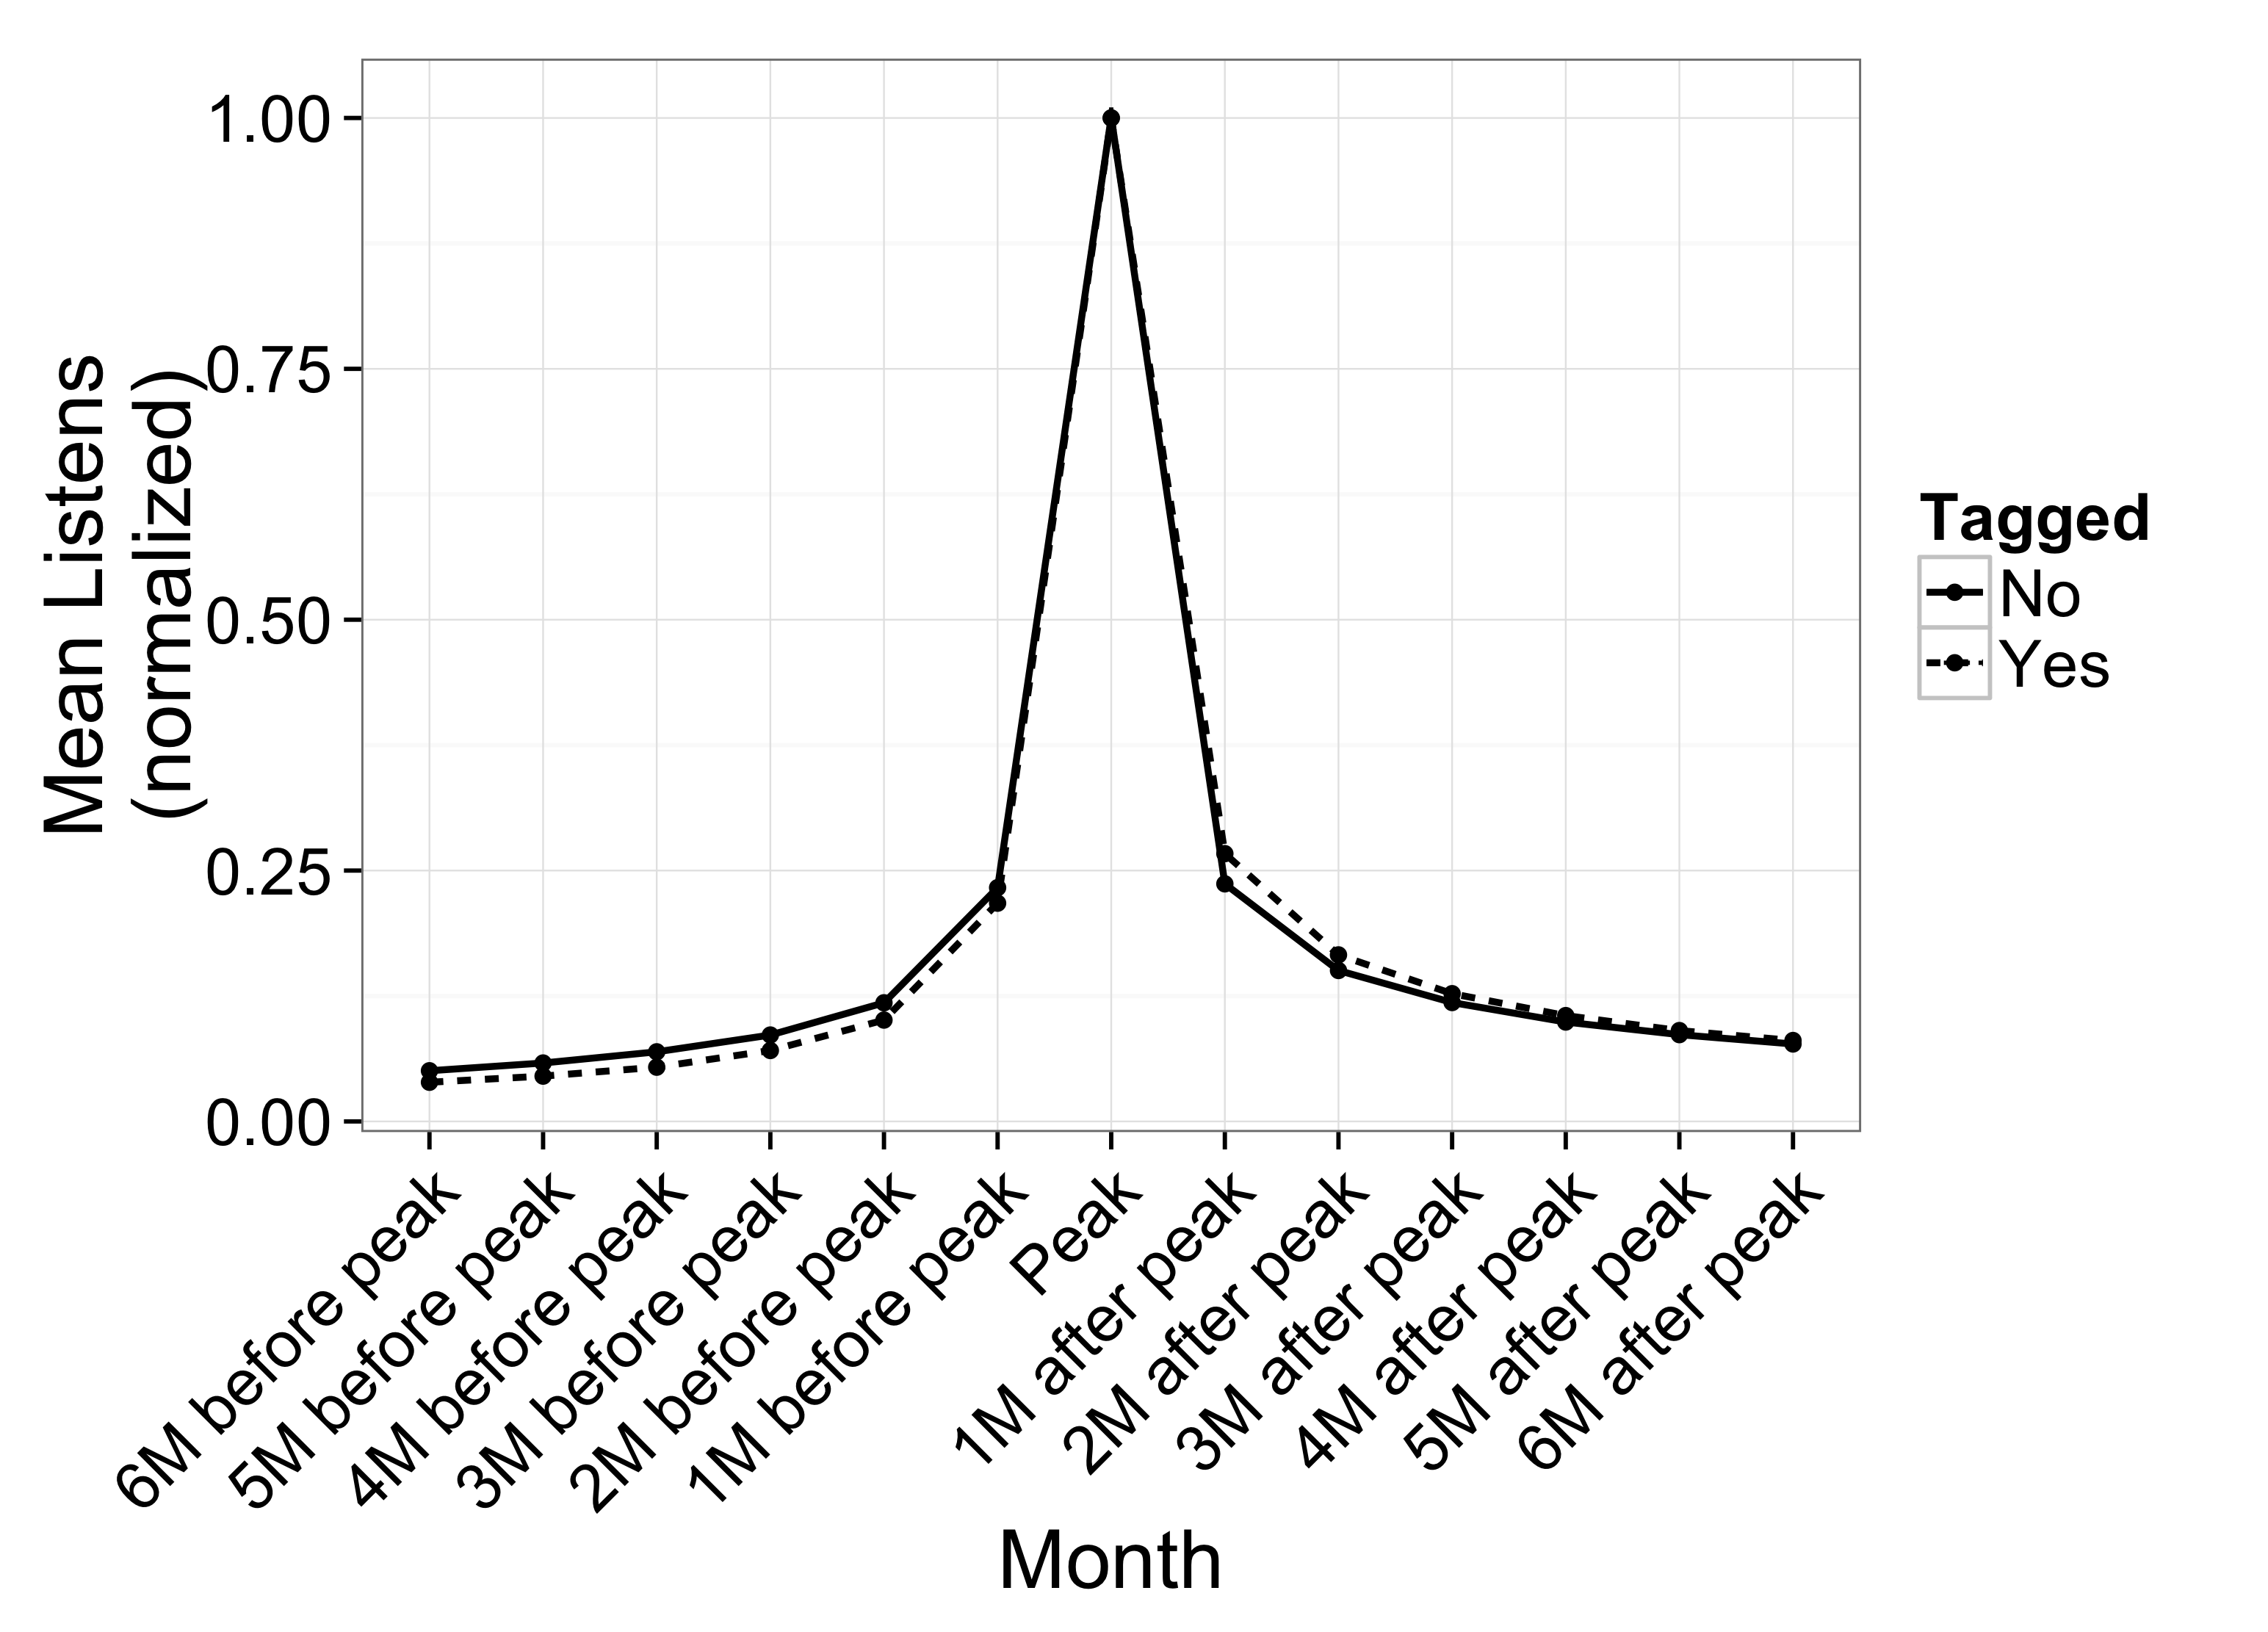 Mean Listens
(normalized)
1.00
0.75
0.50
0.25
0.00
6M before peak
5M before peak
4M before peak
3M before peak
2M before peak
1M before peak
Peak
1M after peak
2M after peak
3M after peak
4M after peak
5M after peak
6M after peak
Month
Tagged
No
Yes